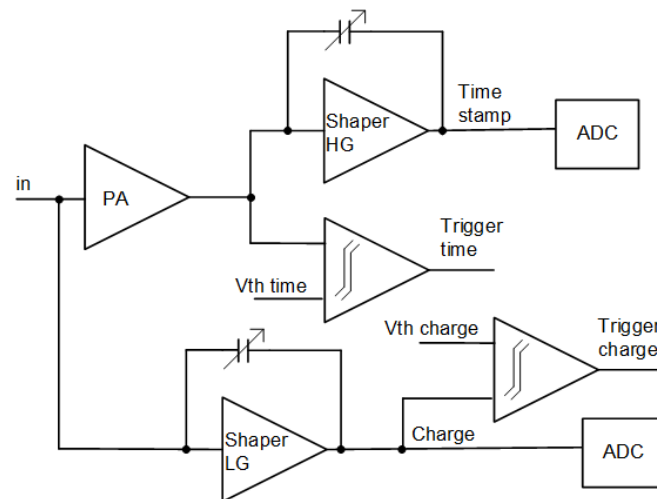 Time
stamp
Shaper
HG
ADC
in
PA
Trigger
time
Vth time
Vth charge
Trigger
charge
Shaper
LG
Charge
ADC